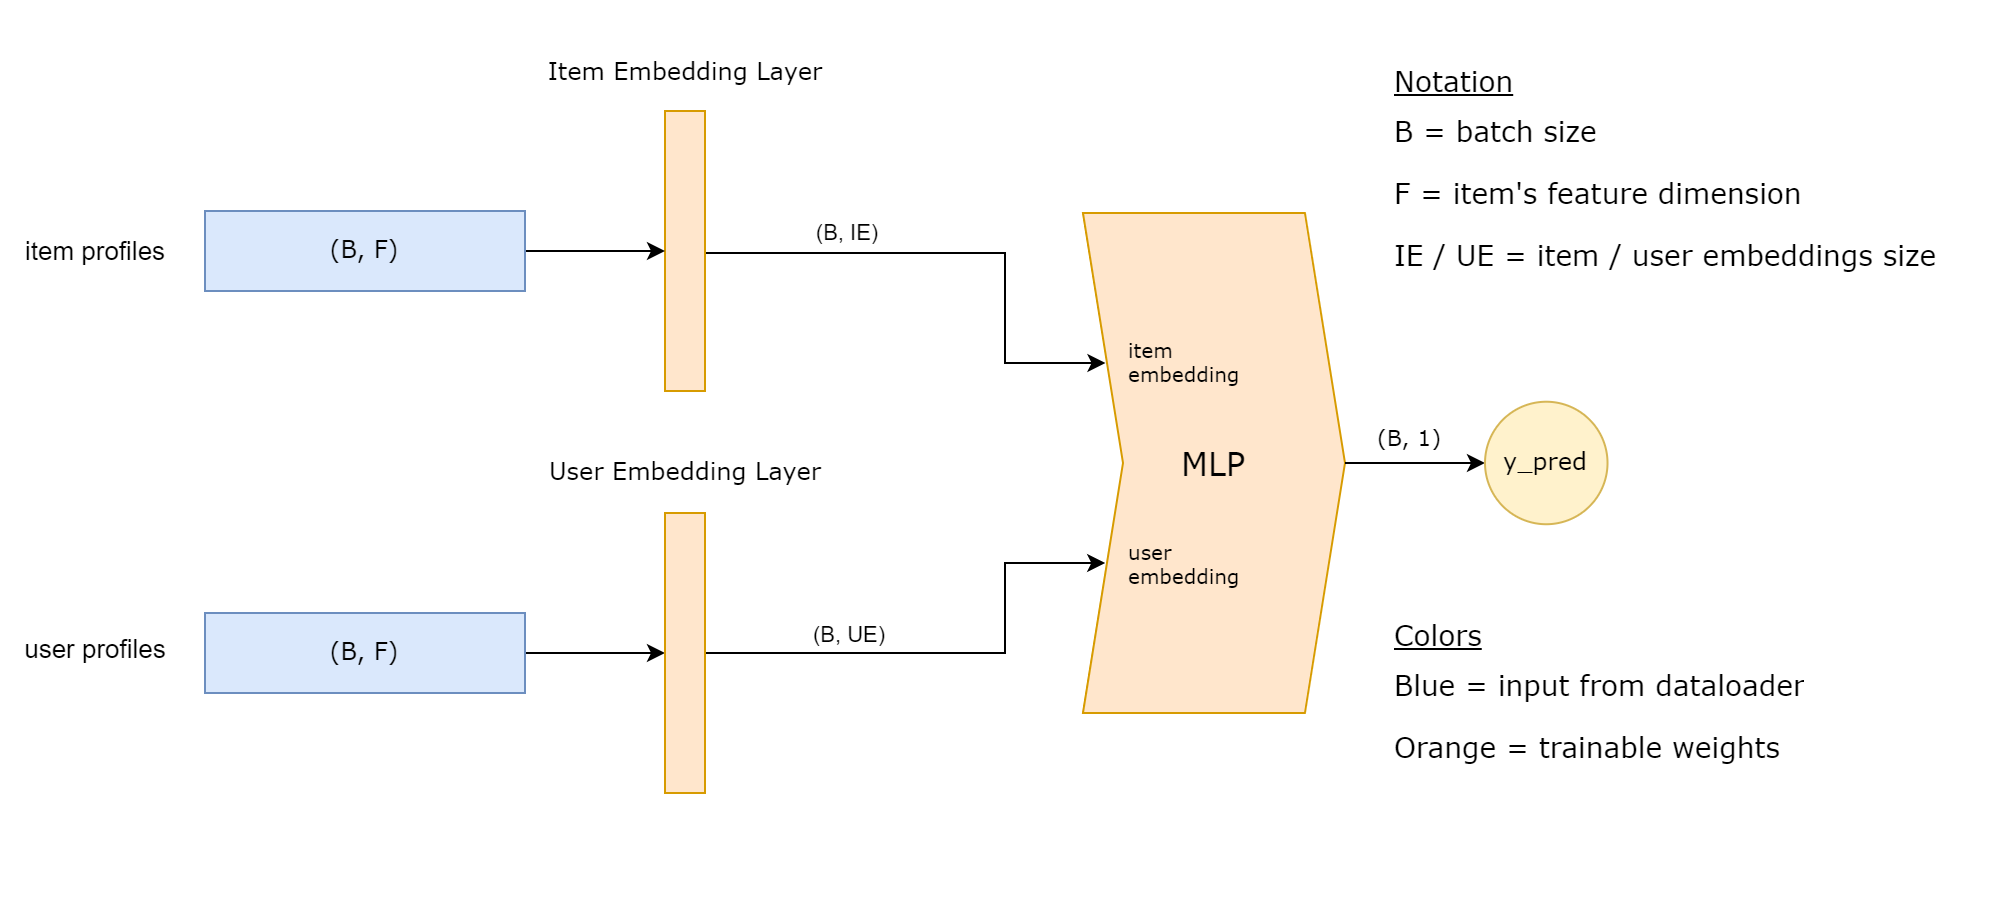 Item Embedding Layer
item profiles
(B, F)
(B, IE)
User Embedding Layer
user profiles
(B, F)
(B, UE)
item
embedding
MLP
user
embedding
(B, 1)
y_pred
Notation
B = batch size
F = item's feature dimension
IE / UE = item / user embeddings size
Colors
Blue = input from dataloader
Orange = trainable weights